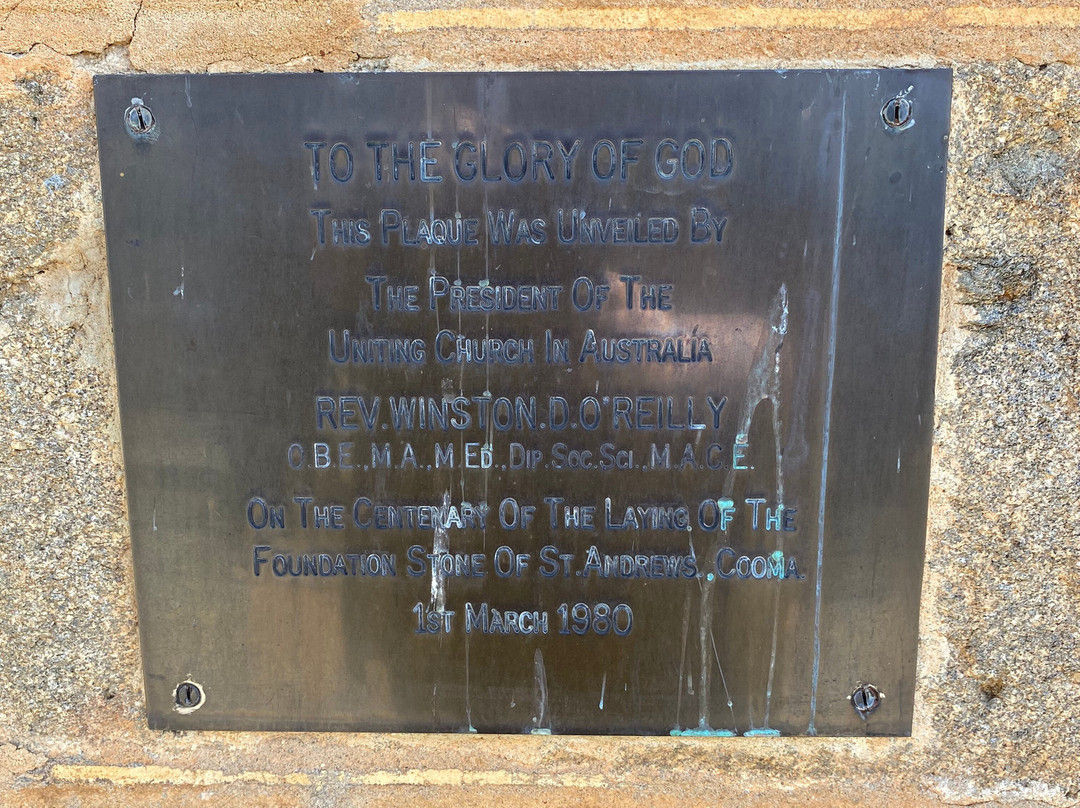 TO THE GLORY OF GOD
This Plaque Was Unveiled By
The President Of The
Uniting Church In Australia
REV.WINSTON.D.O'REILLY
O.B.E.,M.A.,M.Ed.,Dip.Soc.Sci.,M.A.C.E.
On The Centenary Of The Laying Of The
Foundation Stone Of St.Andrews.,Cooma.
1st March 1980